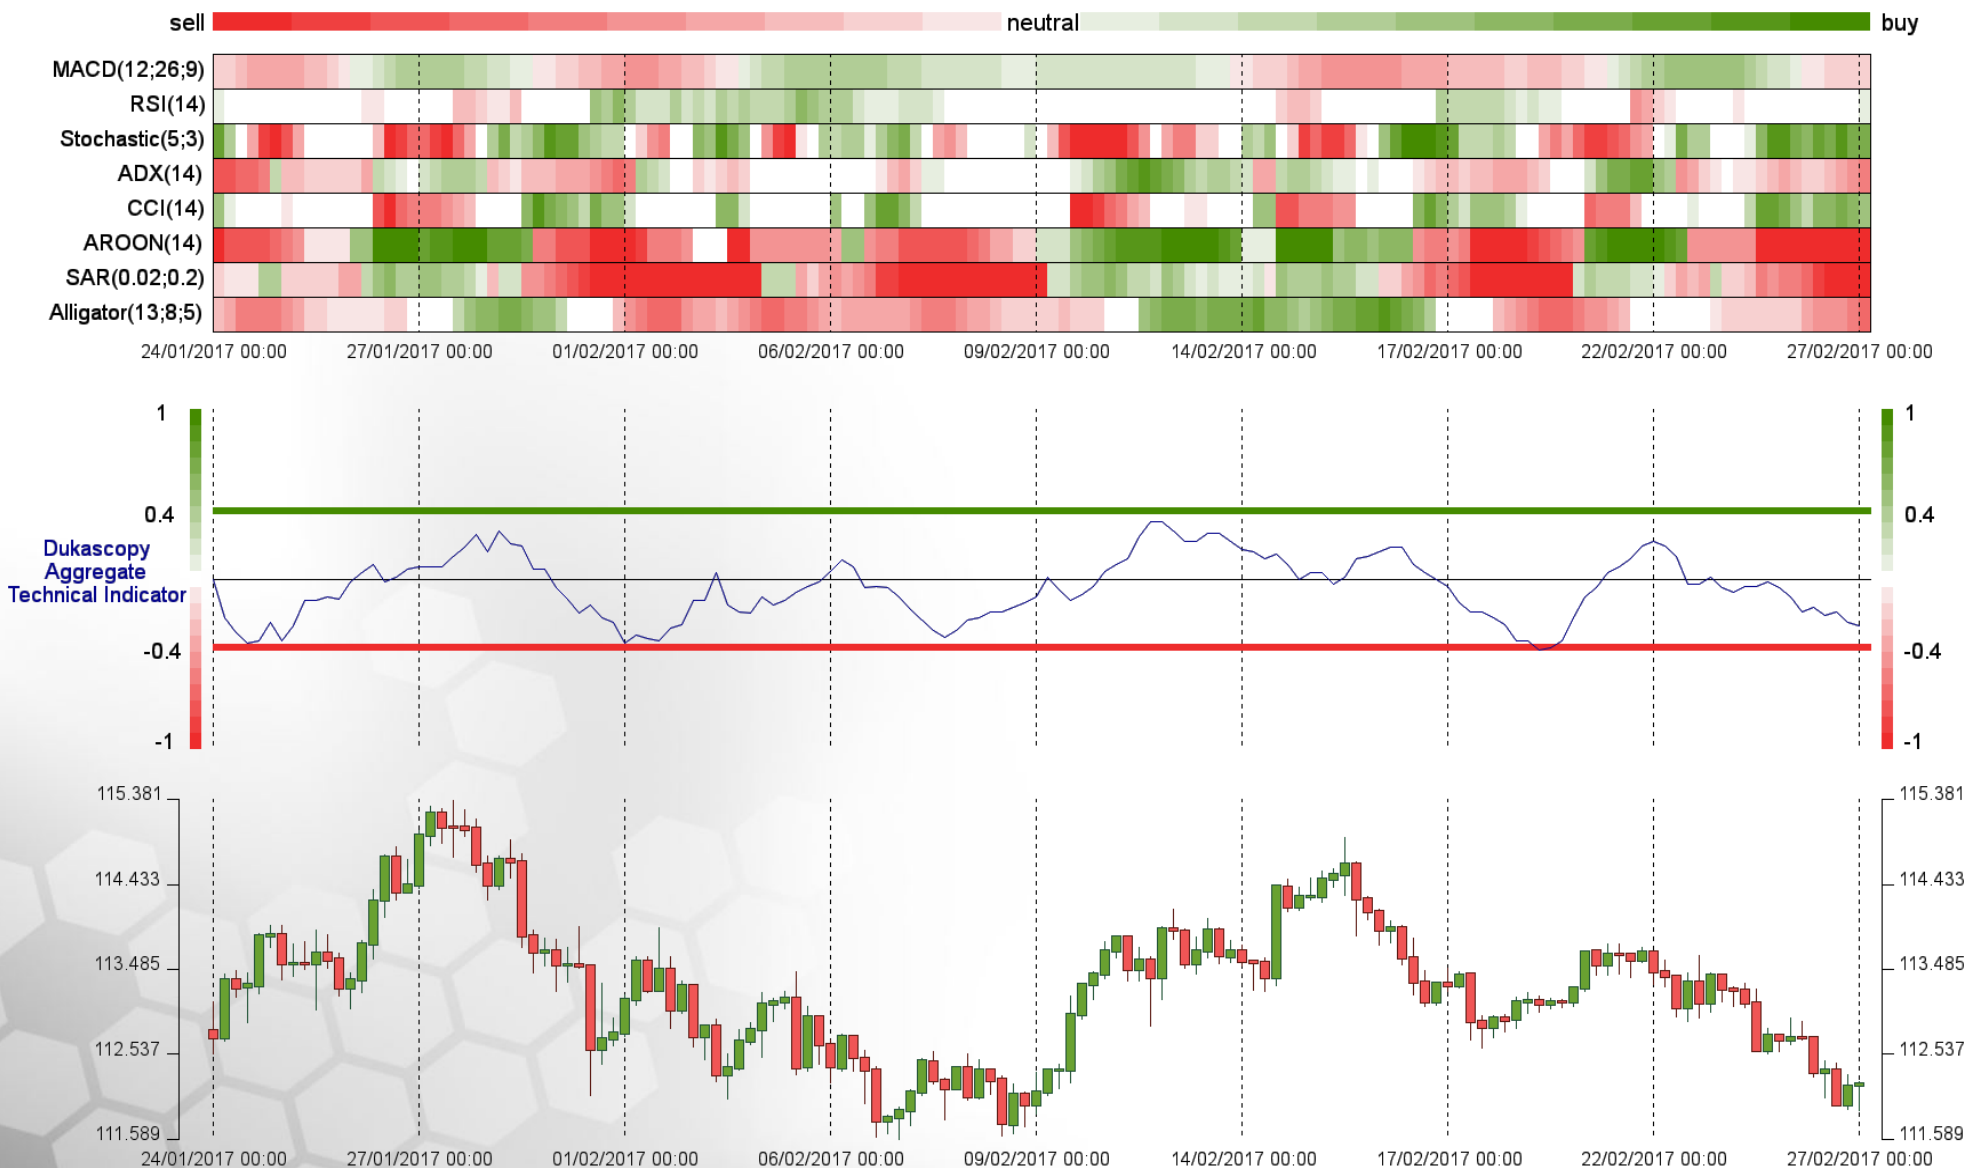 sell neutral buy
MACD(12;26;9)
RSI(14)
Stochastic(5;3)
ADX(14)
CCI(14)
AROON(14)
SAR(0.02;0.2)
Alligator(13;8;5)
24/01/2017 00:00 27/01/2017 00:00 01/02/2017 00:00 06/02/2017 00:00 09/02/2017 00:00 14/02/2017 00:00 17/02/2017 00:00 22/02/2017 00:00 27/02/2017 00:00
1 1
0.4 0.4
Dukascopy
Aggregate
Technical Indicator
-0.4 -0.4
-1 -1
115.381 115.381
114.433 114.433
113.485 113.485
112.537 112.537
111.589 111.589
24/01/2017 00:00 27/01/2017 00:00 01/02/2017 00:00 06/02/2017 00:00 09/02/2017 00:00 14/02/2017 00:00 17/02/2017 00:00 22/02/2017 00:00 27/02/2017 00:00